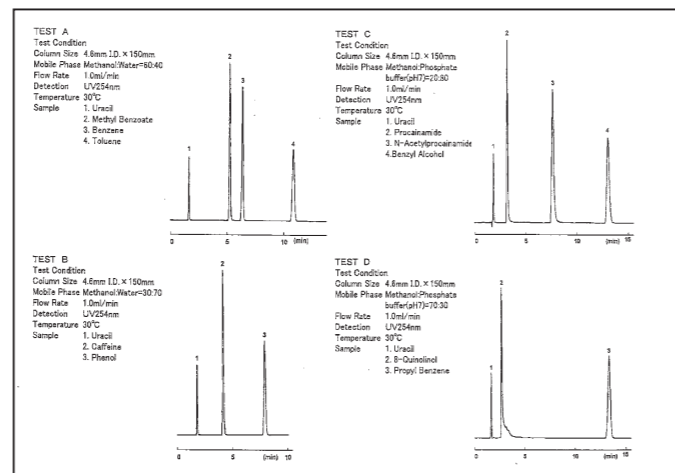 TEST A
Test Condition
Column Size 4.6mm I.D. × 150mm
Mobile Phase Methanol:Water=60:40
Flow Rate 1.0ml/min
Detection UV254nm
Temperature 30℃
Sample 1. Uracil
2. Methyl Benzoate
3. Benzene
4. Toluene
1
2
3
4
0 5 10 (min)
TEST B
Test Condition
Column Size 4.6mm I.D. × 150mm
Mobile Phase Methanol:Water=30:70
Flow Rate 1.0ml/min
Detection UV254nm
Temperature 30℃
Sample 1. Uracil
2. Caffeine
3. Phenol
1
2
3
0 5 (min) 10
TEST C
Test Condition
Column Size 4.6mm I.D. × 150mm
Mobile Phase Methanol:Phosphate
buffer(pH7)=20:80
Flow Rate 1.0ml/min
Detection UV254nm
Temperature 30℃
Sample 1. Uracil
2. Procainamide
3. N-Acetylprocainamide
4.Benzyl Alcohol
1
2
3
4
0 5 10 (min) 15
TEST D
Test Condition
Column Size 4.6mm I.D. × 150mm
Mobile Phase Methanol:Phosphate
buffer(pH7)=70:30
Flow Rate 1.0ml/min
Detection UV254nm
Temperature 30℃
Sample 1. Uracil
2. 8-Quinolinol
3. Propyl Benzene
1
2
3
0 5 10 (min) 15